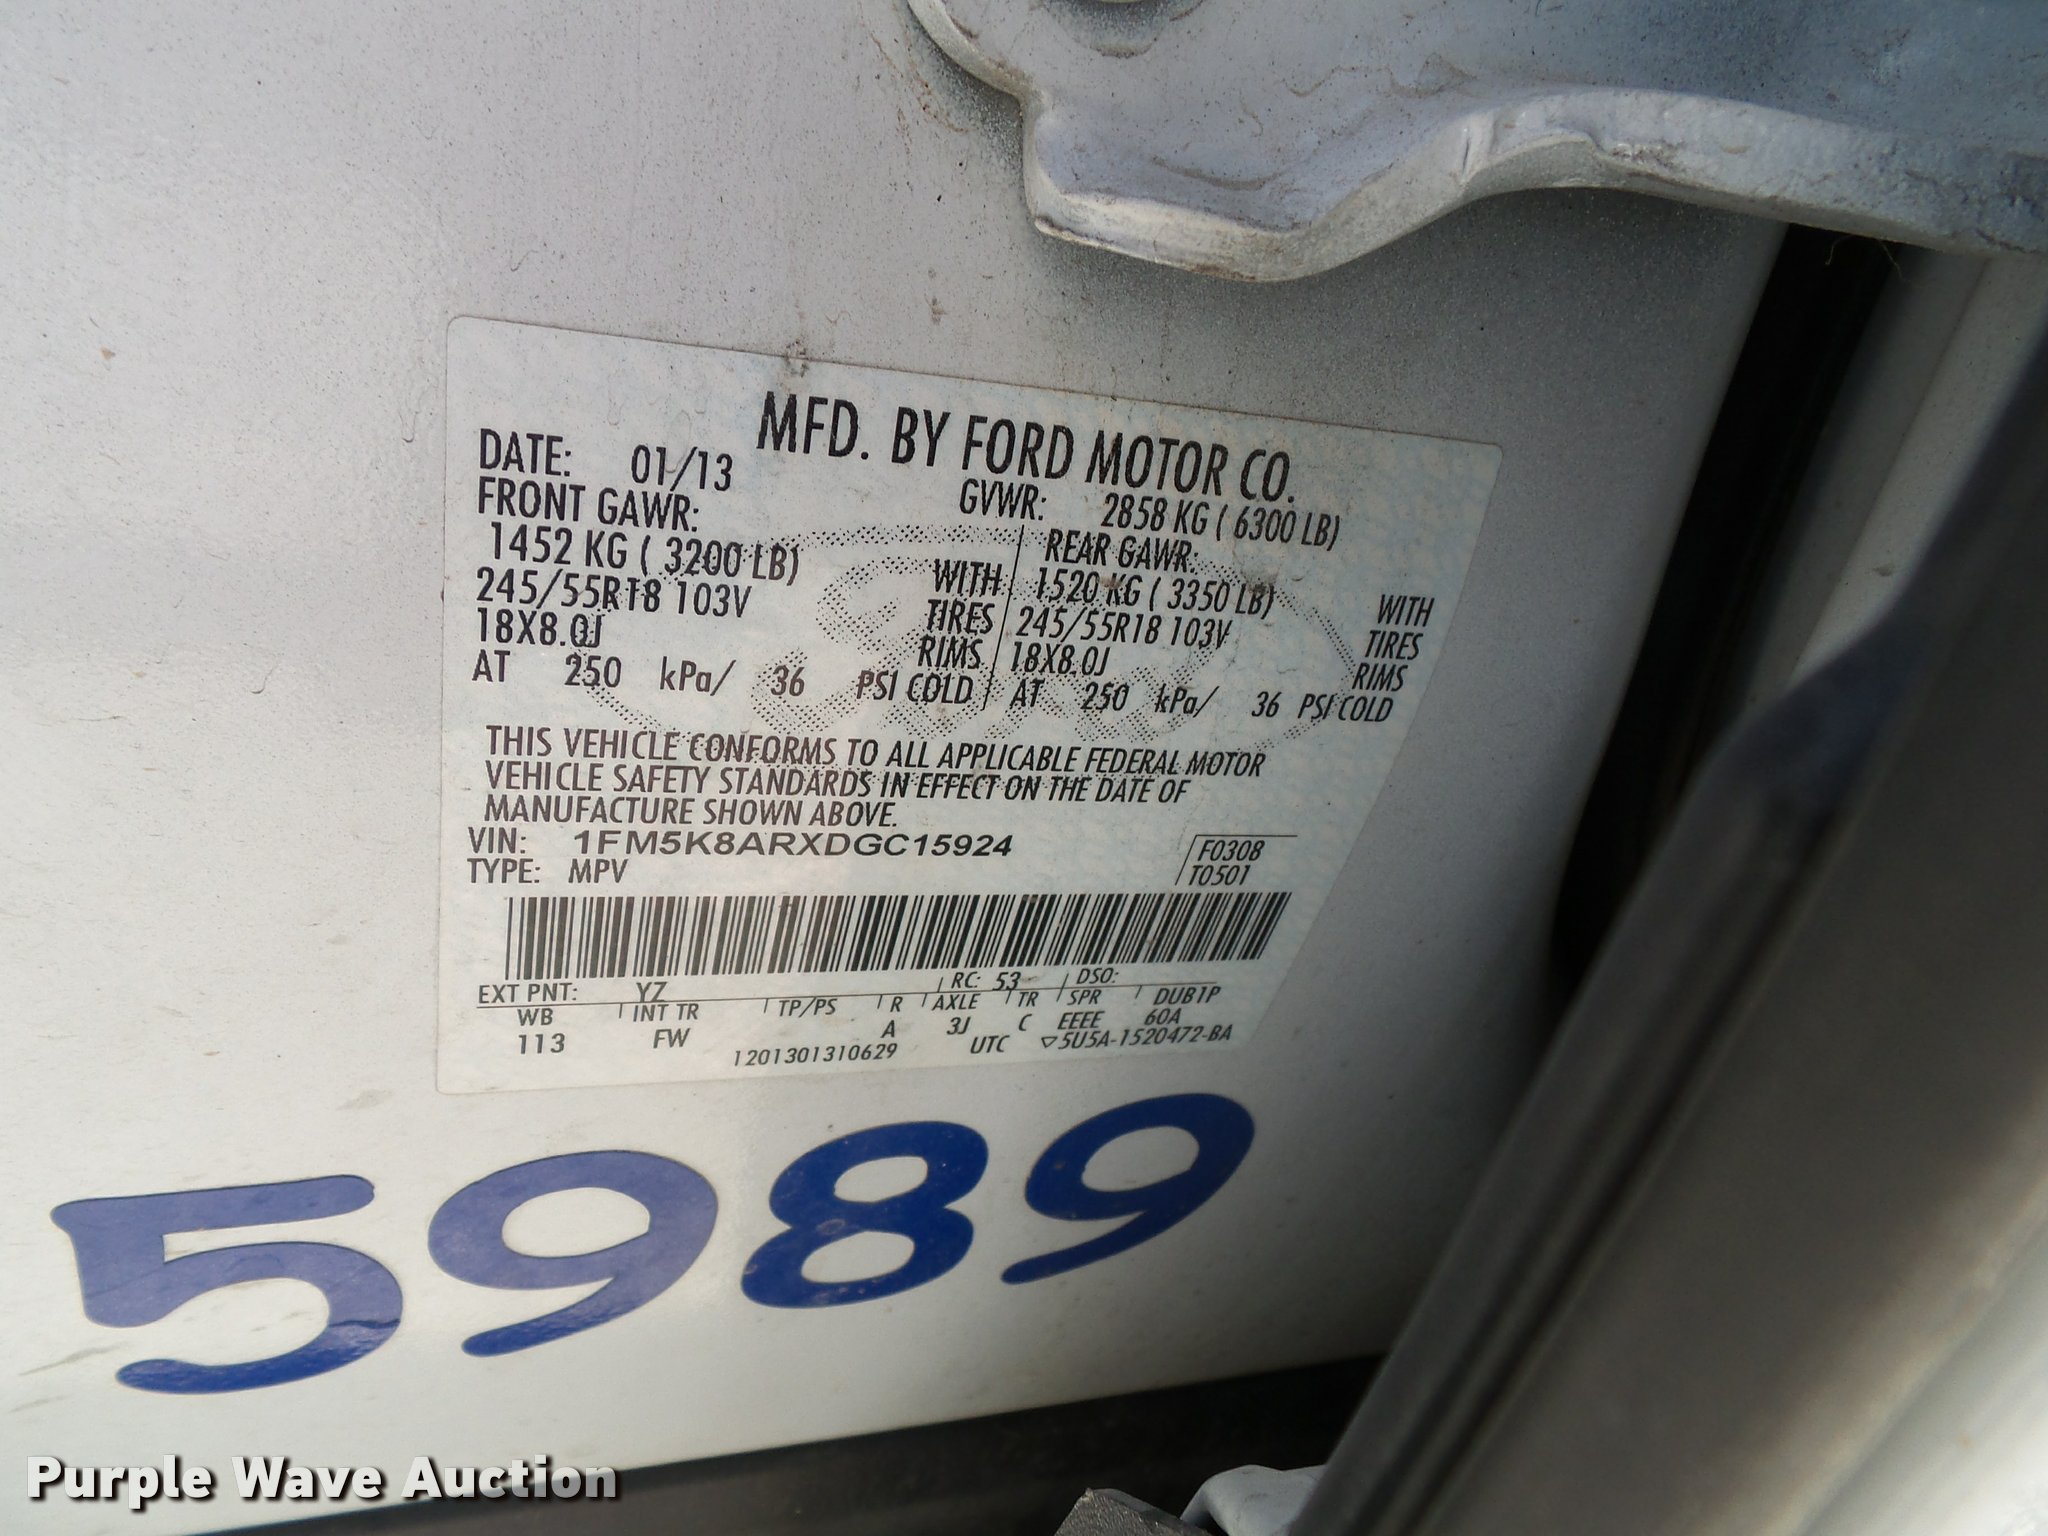 MFD. BY FORD MOTOR CO.
DATE: 01/13
GVWR: 2858 KG ( 6300 LB)
FRONT GAWR:
1452 KG ( 3200 LB) WITH
245/55R18 103V TIRES
18X8.0J RIMS
AT 250 kPa/ 36 PSI COLD
REAR GAWR:
1520 KG ( 3350 LB) WITH
245/55R18 103V TIRES
18X8.0J RIMS
AT 250 kPa/ 36 PSI COLD
THIS VEHICLE CONFORMS TO ALL APPLICABLE FEDERAL MOTOR
VEHICLE SAFETY STANDARDS IN EFFECT ON THE DATE OF
MANUFACTURE SHOWN ABOVE.
VIN: 1FM5K8ARXDGC15924
TYPE: MPV
F0308
T0501
EXT PNT: YZ RC: 53 DSO:
WB INT TR TP/PS R AXLE TR SPR DUB1P
113 FW A 3J C EEEE 60A
1201301310629 UTC ▽5U5A-1520472-BA
5989
Purple Wave Auction